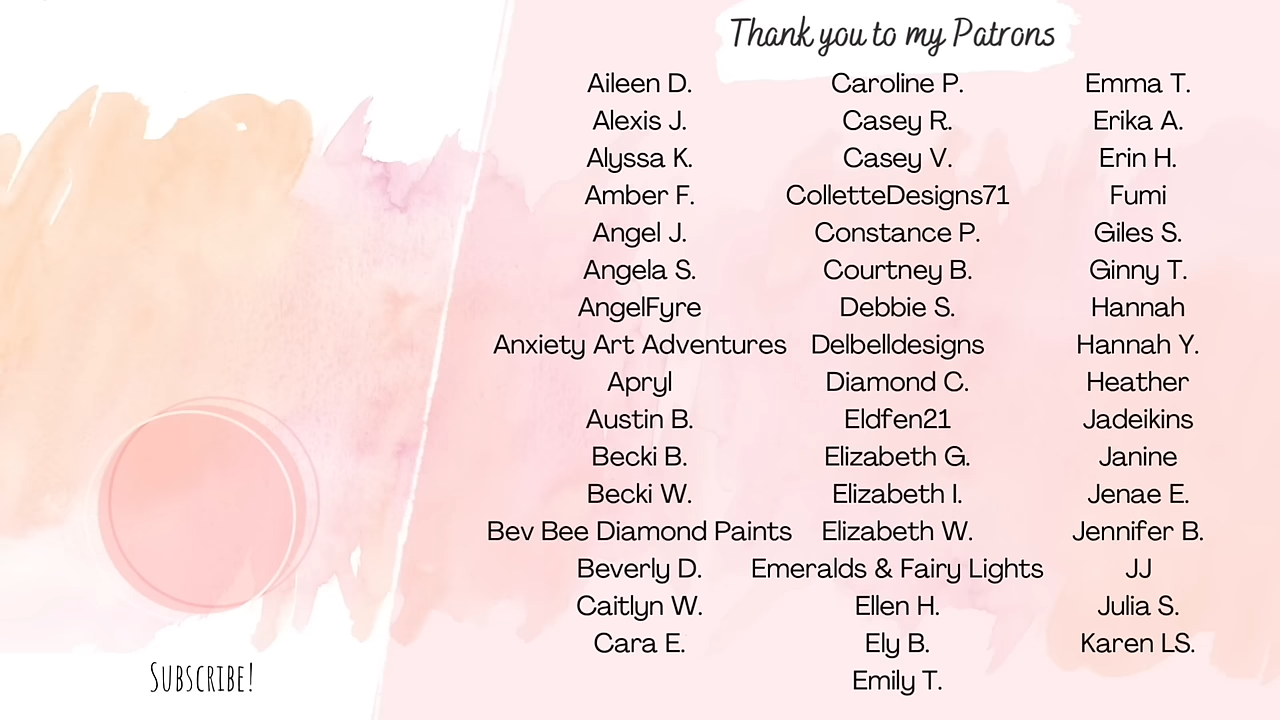 Thank you to my Patrons
Aileen D.
Alexis J.
Alyssa K.
Amber F.
Angel J.
Angela S.
AngelFyre
Anxiety Art Adventures
Apryl
Austin B.
Becki B.
Becki W.
Bev Bee Diamond Paints
Beverly D.
Caitlyn W.
Cara E.
Caroline P.
Casey R.
Casey V.
ColletteDesigns71
Constance P.
Courtney B.
Debbie S.
Delbelldesigns
Diamond C.
Eldfen21
Elizabeth G.
Elizabeth I.
Elizabeth W.
Emeralds & Fairy Lights
Ellen H.
Ely B.
Emily T.
Emma T.
Erika A.
Erin H.
Fumi
Giles S.
Ginny T.
Hannah
Hannah Y.
Heather
Jadeikins
Janine
Jenae E.
Jennifer B.
JJ
Julia S.
Karen LS.
Subscribe!